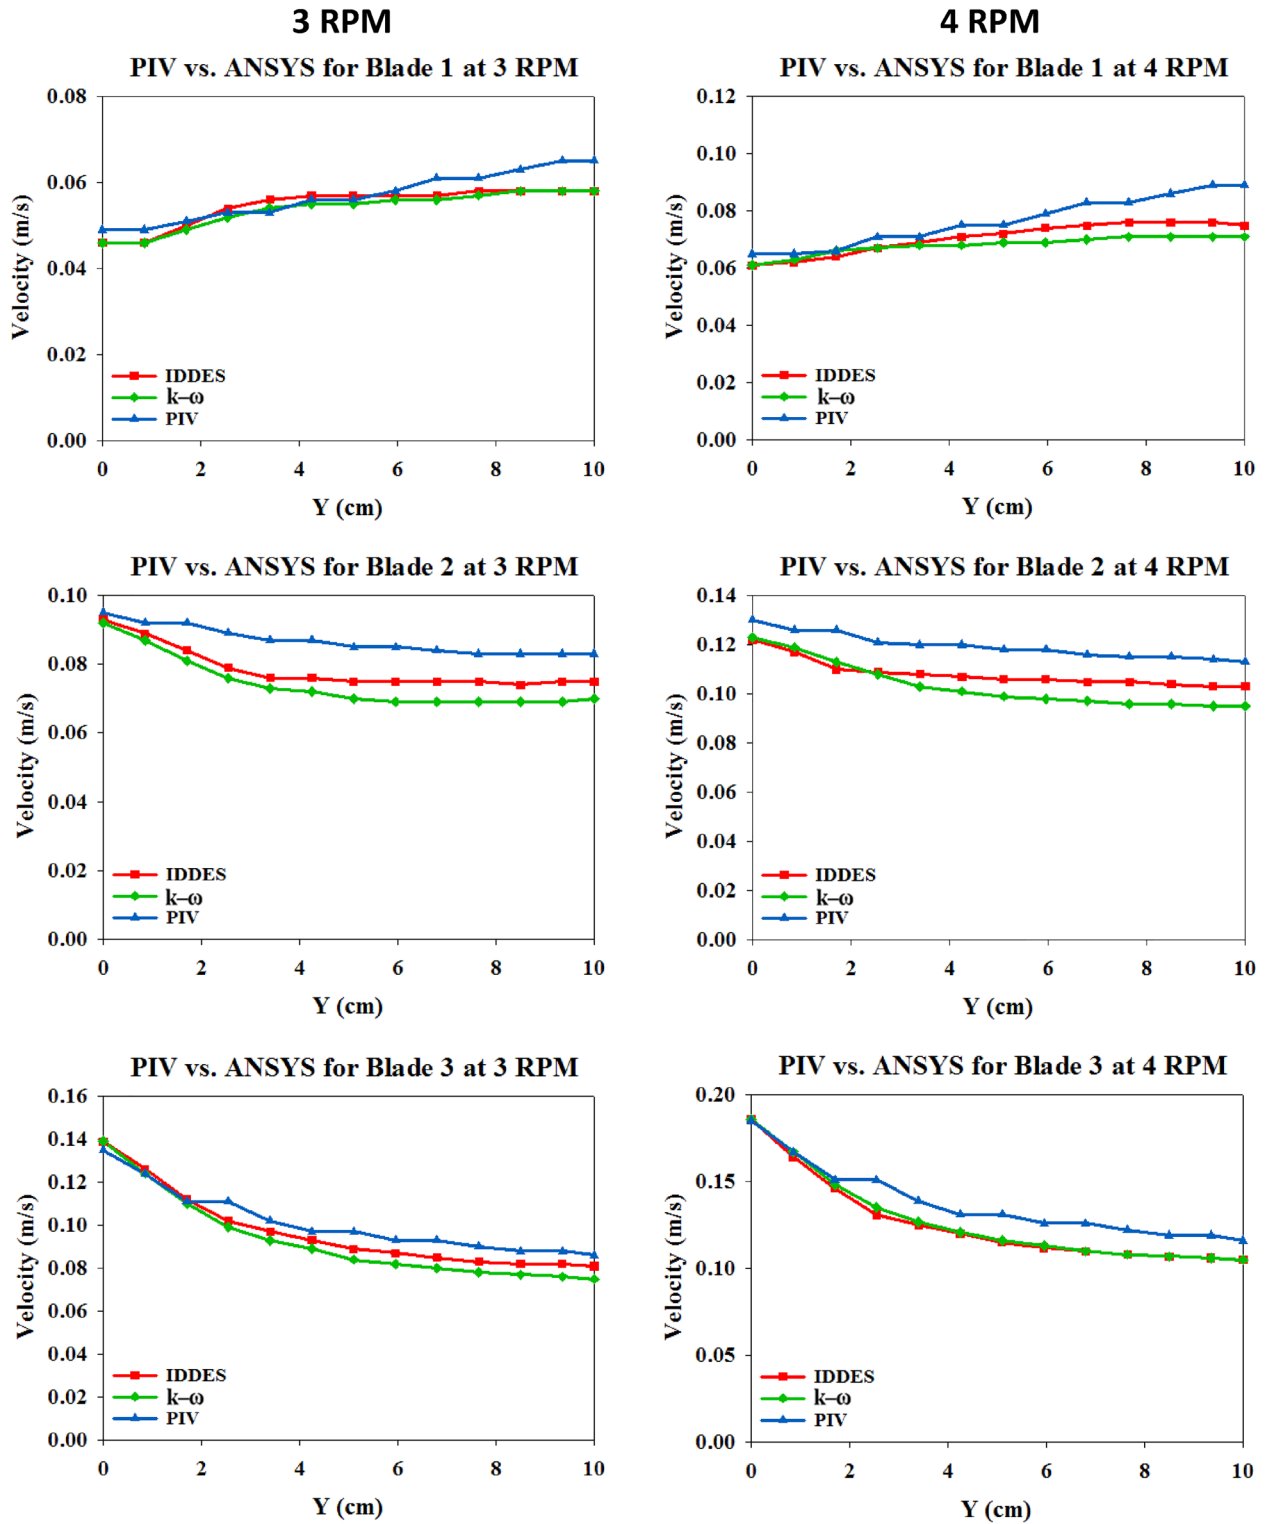 3 RPM
4 RPM
PIV vs. ANSYS for Blade 1 at 3 RPM
0.08
0.06
0.04
0.02
0.00
Velocity (m/s)
IDDES
k–ω
PIV
0 2 4 6 8 10
Y (cm)
PIV vs. ANSYS for Blade 1 at 4 RPM
0.12
0.10
0.08
0.06
0.04
0.02
0.00
Velocity (m/s)
IDDES
k–ω
PIV
0 2 4 6 8 10
Y (cm)
PIV vs. ANSYS for Blade 2 at 3 RPM
0.10
0.08
0.06
0.04
0.02
0.00
Velocity (m/s)
IDDES
k–ω
PIV
0 2 4 6 8 10
Y (cm)
PIV vs. ANSYS for Blade 2 at 4 RPM
0.14
0.12
0.10
0.08
0.06
0.04
0.02
0.00
Velocity (m/s)
IDDES
k–ω
PIV
0 2 4 6 8 10
Y (cm)
PIV vs. ANSYS for Blade 3 at 3 RPM
0.16
0.14
0.12
0.10
0.08
0.06
0.04
0.02
0.00
Velocity (m/s)
IDDES
k–ω
PIV
0 2 4 6 8 10
Y (cm)
PIV vs. ANSYS for Blade 3 at 4 RPM
0.20
0.15
0.10
0.05
0.00
Velocity (m/s)
IDDES
k–ω
PIV
0 2 4 6 8 10
Y (cm)